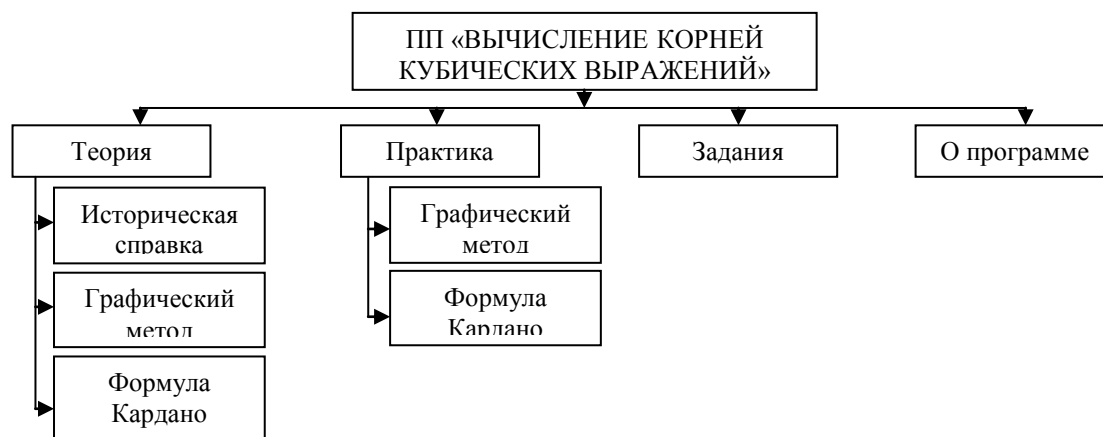 ПП «ВЫЧИСЛЕНИЕ КОРНЕЙ
КУБИЧЕСКИХ ВЫРАЖЕНИЙ»
Теория
Практика
Задания
О программе
Историческая
справка
Графический
метод
Формула
Кардано
Графический
метод
Формула
Кардано